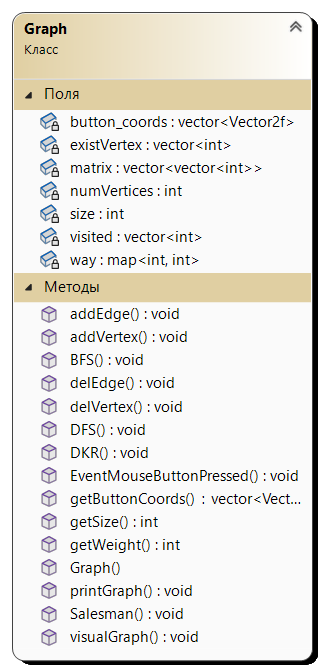 Graph
Класс
Поля
button_coords : vector<Vector2f>
existVertex : vector<int>
matrix : vector<vector<int>>
numVertices : int
size : int
visited : vector<int>
way : map<int, int>
Методы
addEdge() : void
addVertex() : void
BFS() : void
delEdge() : void
delVertex() : void
DFS() : void
DKR() : void
EventMouseButtonPressed() : void
getButtonCoords() : vector<Vect...
getSize() : int
getWeight() : int
Graph()
printGraph() : void
Salesman() : void
visualGraph() : void